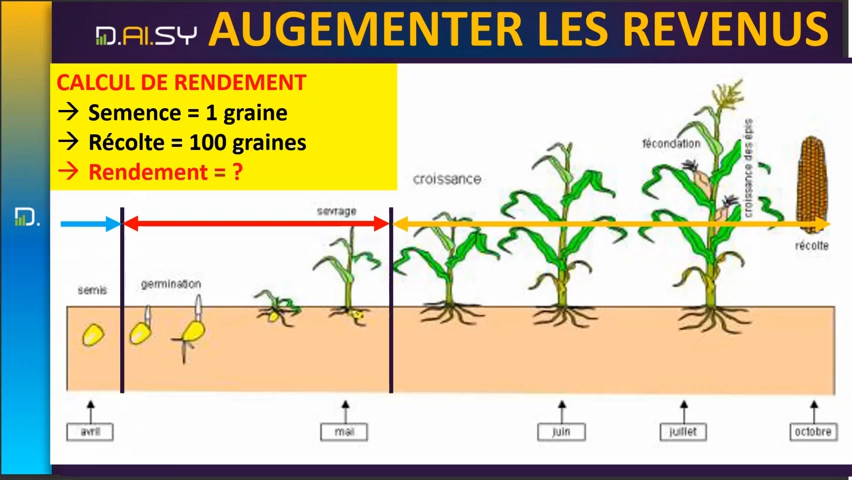 D.AI.SY
AUGEMENTER LES REVENUS
CALCUL DE RENDEMENT
→ Semence = 1 graine
→ Récolte = 100 graines
→ Rendement = ?
D.
semis
germination
sevrage
croissance
fécondation
croissance des épis
récolte
avril
mai
juin
juillet
octobre